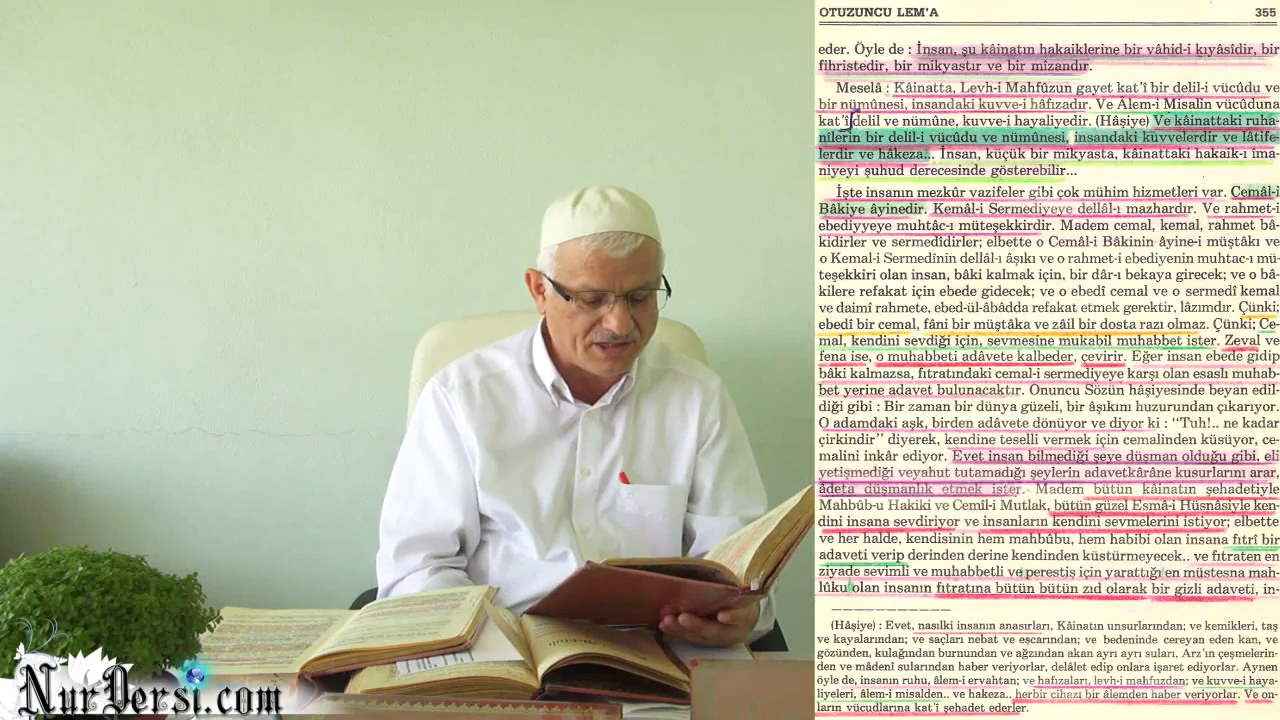 OTUZUNCU LEM'A 355
eder. Öyle de : İnsan, şu kâinatın hakaiklerine bir vâhid-i kıyâsîdir, bir
fihristedir, bir mikyastır ve bir mîzandır.
Meselâ : Kâinatta, Levh-i Mahfûzun gayet kat'î bir delil-i vücûdu ve
bir nümûnesi, insandaki kuvve-i hâfızadır. Ve Âlem-i Misalin vücûduna
kat'î delil ve nümûne, kuvve-i hayaliyedir. (Hâşiye) Ve kâinattaki ruha-
nîlerin bir delil-i vücûdu ve nümûnesi, insandaki kuvvelerdir ve lâtife-
lerdir ve hâkeza... İnsan, küçük bir mikyasta, kâinattaki hakaik-ı îma-
niyeyi şuhud derecesinde gösterebilir...
İşte insanın mezkûr vazifeler gibi çok mühim hizmetleri var. Cemâl-i
Bâkiye âyinedir. Kemâl-i Sermediyeye dellâl-ı mazhardır. Ve rahmet-i
ebediyyeye muhtâc-ı müteşekkirdir. Madem cemal, kemal, rahmet bâ-
kidirler ve sermedîdirler; elbette o Cemâl-i Bâkinin âyine-i müştâkı ve
o Kemal-i Sermedînin dellâl-ı âşıkı ve o rahmet-i ebediyenin muhtac-ı mü-
teşekkiri olan insan, bâki kalmak için, bir dâr-ı bekaya girecek; ve o bâ-
kilere refakat için ebede gidecek; ve o ebedî cemal ve o sermedî kemal
ve daimî rahmete, ebed-ül-âbâdda refakat etmek gerektir, lâzımdır. Çünki;
ebedî bir cemal, fâni bir müştâka ve zâil bir dosta razı olmaz. Çünki; Ce-
mal, kendini sevdiği için, sevmesine mukabil muhabbet ister. Zeval ve
fena ise, o muhabbeti adâvete kalbeder, çevirir. Eğer insan ebede gidip
bâki kalmazsa, fıtratındaki cemal-i sermediyeye karşı olan esaslı muhab-
bet yerine adavet bulunacaktır. Onuncu Sözün hâşiyesinde beyan edil-
diği gibi : Bir zaman bir dünya güzeli, bir âşıkını huzurundan çıkarıyor.
O adamdaki aşk, birden adâvete dönüyor ve diyor ki : "Tuh!.. ne kadar
çirkindir" diyerek, kendine teselli vermek için cemalinden küsüyor, ce-
malini inkâr ediyor. Evet insan bilmediği şeye düşman olduğu gibi, eli
yetişmediği veyahut tutamadığı şeylerin adavetkârane kusurlarını arar,
âdeta düşmanlık etmek ister. Madem bütün kâinatın şehadetiyle
Mahbûb-u Hakiki ve Cemîl-i Mutlak, bütün güzel Esmâ-i Hüsnâsiyle ken-
dini insana sevdiriyor ve insanların kendini sevmelerini istiyor; elbette
ve her halde, kendisinin hem mahbûbu, hem habibi olan insana fıtrî bir
adaveti verip derinden derine kendinden küstürmeyecek.. ve fıtraten en
ziyade sevimli ve muhabbetli ve perestiş için yarattığı en müstesna mah-
lûku olan insanın fıtratına bütün bütün zıd olarak bir gizli adaveti, in-
(Hâşiye) : Evet, nasılki insanın anasırları, Kâinatın unsurlarından; ve kemikleri, taş
ve kayalarından; ve saçları nebat ve eşcarından; ve bedeninde cereyan eden kan, ve
gözünden, kulağından burnundan ve ağzından akan ayrı ayrı suları, Arz'ın çeşmelerin-
den ve mâdenî sularından haber veriyorlar, delâlet edip onlara işaret ediyorlar. Aynen
öyle de, insanın ruhu, âlem-i ervahtan; ve hafızaları, levh-i mahfuzdan; ve kuvve-i haya-
liyeleri, âlem-i misalden.. ve hakeza.. herbir cihazı bir âlemden haber veriyorlar. Ve on-
ların vücudlarına kat'î şehadet ederler.
NurDersi.com